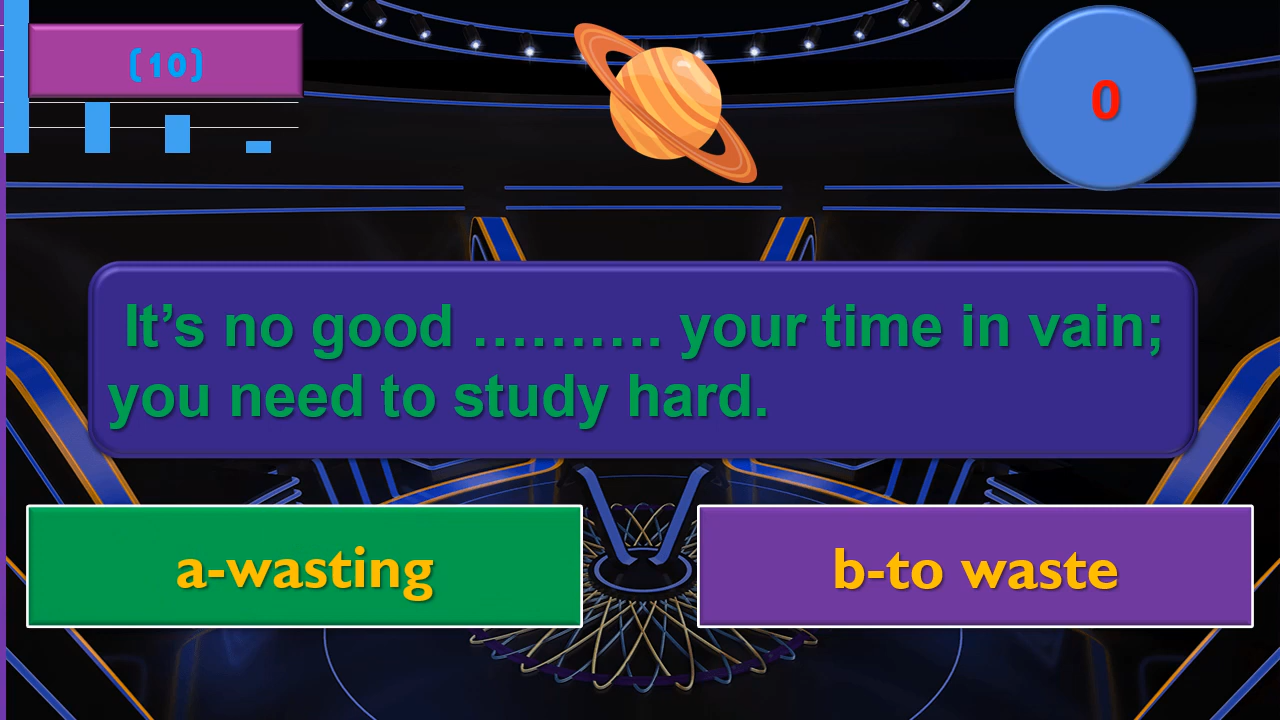 (10)
0
It’s no good ………. your time in vain;
you need to study hard.
a-wasting
b-to waste